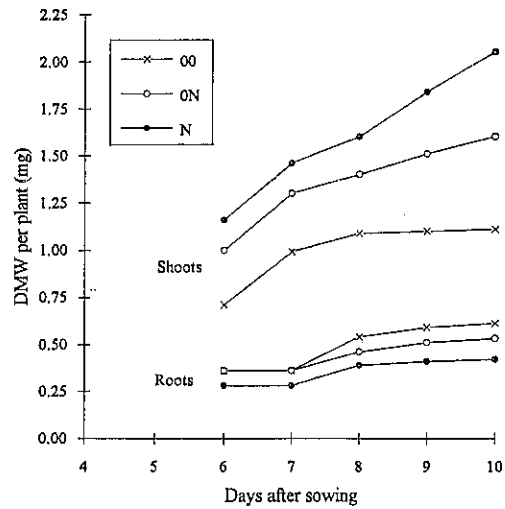 2.25
2.00
1.75
1.50
1.25
1.00
0.75
0.50
0.25
0.00
DMW per plant (mg)
00
0N
N
Shoots
Roots
4 5 6 7 8 9 10
Days after sowing